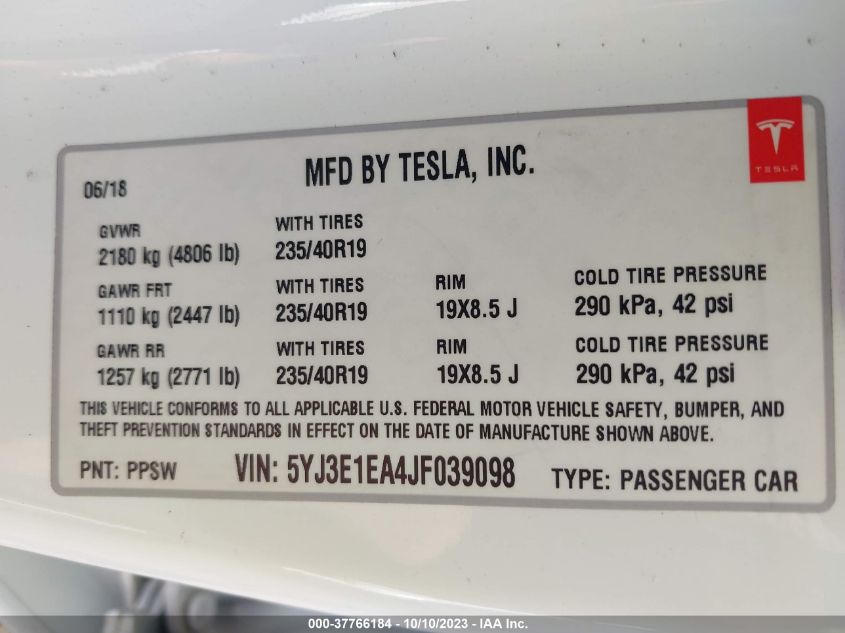 TESLA
06/18 MFD BY TESLA, INC.
GVWR WITH TIRES
2180 kg (4806 lb) 235/40R19
GAWR FRT WITH TIRES RIM COLD TIRE PRESSURE
1110 kg (2447 lb) 235/40R19 19X8.5 J 290 kPa, 42 psi
GAWR RR WITH TIRES RIM COLD TIRE PRESSURE
1257 kg (2771 lb) 235/40R19 19X8.5 J 290 kPa, 42 psi
THIS VEHICLE CONFORMS TO ALL APPLICABLE U.S. FEDERAL MOTOR VEHICLE SAFETY, BUMPER, AND
THEFT PREVENTION STANDARDS IN EFFECT ON THE DATE OF MANUFACTURE SHOWN ABOVE.
PNT: PPSW VIN: 5YJ3E1EA4JF039098 TYPE: PASSENGER CAR
000-37766184 - 10/10/2023 - IAA Inc.